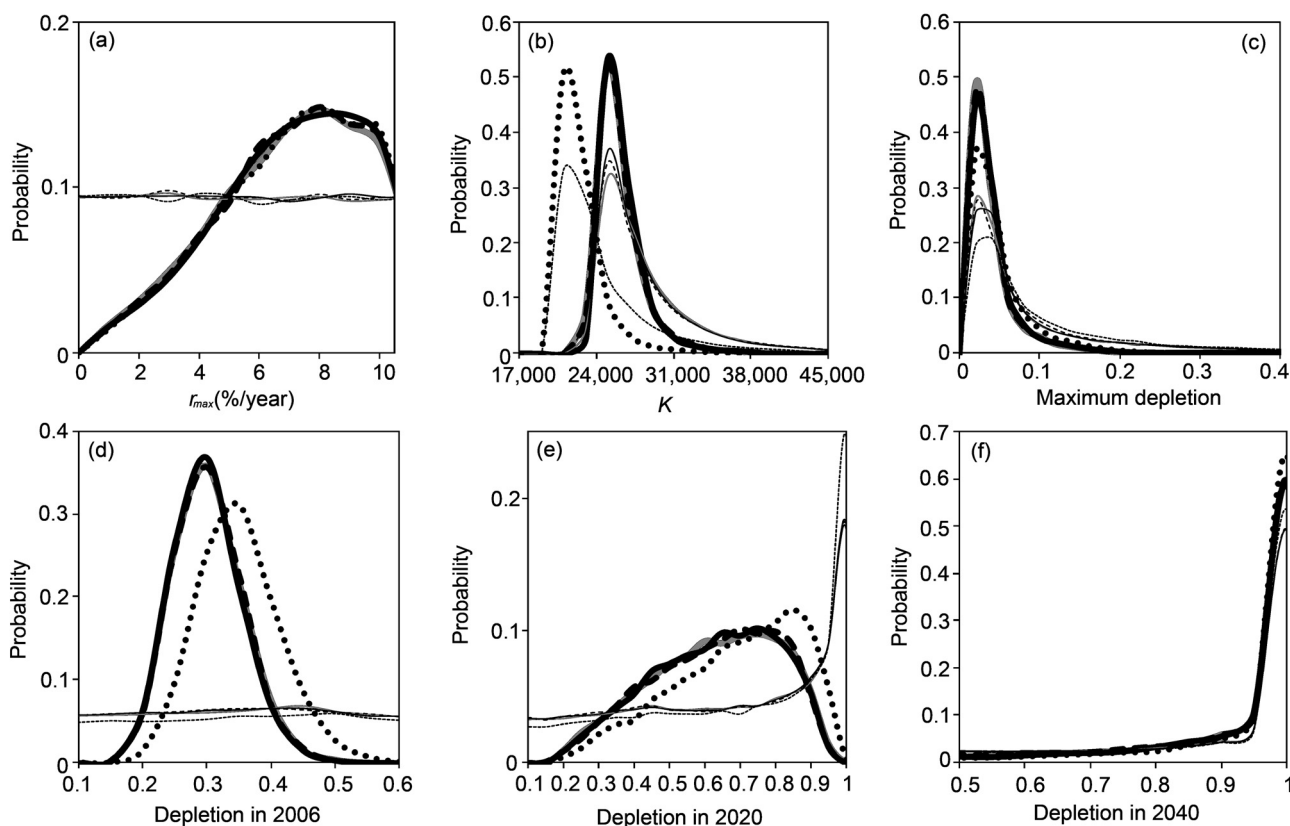 (a)
Probability
0.2
0.1
0
0 2 4 6 8 10
rmax(%/year)
(b)
Probability
0.6
0.5
0.4
0.3
0.2
0.1
0
17,000 24,000 31,000 38,000 45,000
K
(c)
Probability
0.6
0.5
0.4
0.3
0.2
0.1
0
0 0.1 0.2 0.3 0.4
Maximum depletion
(d)
Probability
0.4
0.3
0.2
0.1
0
0.1 0.2 0.3 0.4 0.5 0.6
Depletion in 2006
(e)
Probability
0.2
0.1
0
0.1 0.2 0.3 0.4 0.5 0.6 0.7 0.8 0.9 1
Depletion in 2020
(f)
Probability
0.7
0.6
0.5
0.4
0.3
0.2
0.1
0
0.5 0.6 0.7 0.8 0.9 1
Depletion in 2040